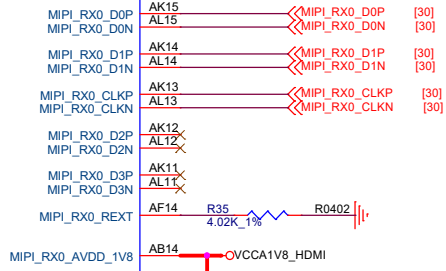 MIPI_RX0_D0P AK15 MIPI_RX0_D0P [30]
MIPI_RX0_D0N AL15 MIPI_RX0_D0N [30]
MIPI_RX0_D1P AK14 MIPI_RX0_D1P [30]
MIPI_RX0_D1N AL14 MIPI_RX0_D1N [30]
MIPI_RX0_CLKP AK13 MIPI_RX0_CLKP [30]
MIPI_RX0_CLKN AL13 MIPI_RX0_CLKN [30]
MIPI_RX0_D2P AK12
MIPI_RX0_D2N AL12
MIPI_RX0_D3P AK11
MIPI_RX0_D3N AL11
MIPI_RX0_REXT AF14 R35 R0402
4.02K_1%
MIPI_RX0_AVDD_1V8 AB14 VCCA1V8_HDMI